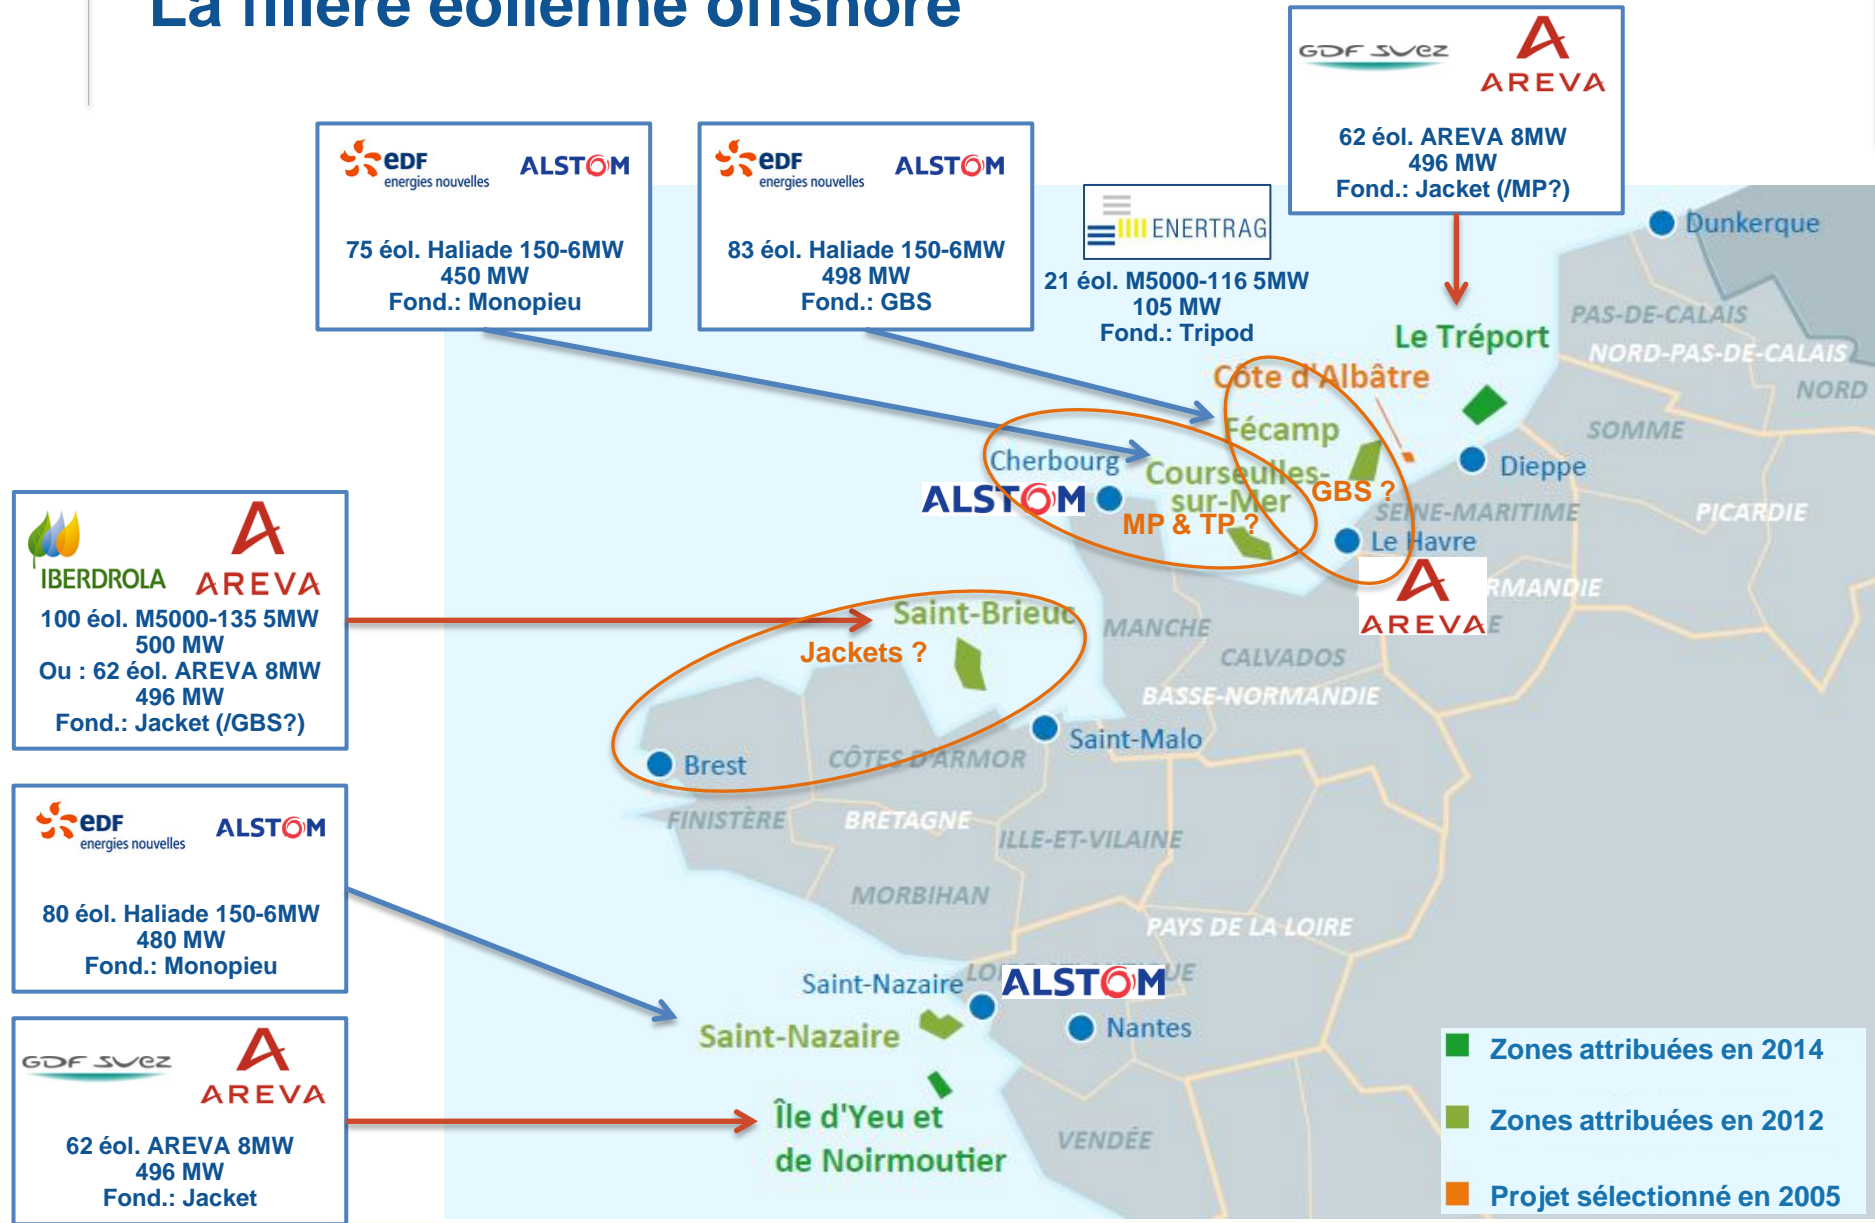 La filière éolienne offshore
GDF SUEZ
AREVA
62 éol. AREVA 8MW
496 MW
Fond.: Jacket (/MP?)
eDF
energies nouvelles
ALSTOM
75 éol. Haliade 150-6MW
450 MW
Fond.: Monopieu
eDF
energies nouvelles
ALSTOM
83 éol. Haliade 150-6MW
498 MW
Fond.: GBS
ENERTRAG
21 éol. M5000-116 5MW
105 MW
Fond.: Tripod
Dunkerque
PAS-DE-CALAIS
NORD-PAS-DE-CALAIS
NORD
Le Tréport
Côte d'Albâtre
SOMME
Fécamp
Dieppe
Cherbourg
ALSTOM
Courseulles-
sur-Mer
MP & TP ?
GBS ?
SEINE-MARITIME
PICARDIE
Le Havre
AREVA
RMANDIE
E
IBERDROLA
AREVA
100 éol. M5000-135 5MW
500 MW
Ou : 62 éol. AREVA 8MW
496 MW
Fond.: Jacket (/GBS?)
Saint-Brieuc
Jackets ?
MANCHE
CALVADOS
BASSE-NORMANDIE
Saint-Malo
Brest
CÔTES D'ARMOR
FINISTÈRE
BRETAGNE
ILLE-ET-VILAINE
MORBIHAN
PAYS DE LA LOIRE
eDF
energies nouvelles
ALSTOM
80 éol. Haliade 150-6MW
480 MW
Fond.: Monopieu
Saint-Nazaire
LO
ALSTOM
UE
Saint-Nazaire
Nantes
GDF SUEZ
AREVA
62 éol. AREVA 8MW
496 MW
Fond.: Jacket
Île d'Yeu et
de Noirmoutier
VENDÉE
Zones attribuées en 2014
Zones attribuées en 2012
Projet sélectionné en 2005